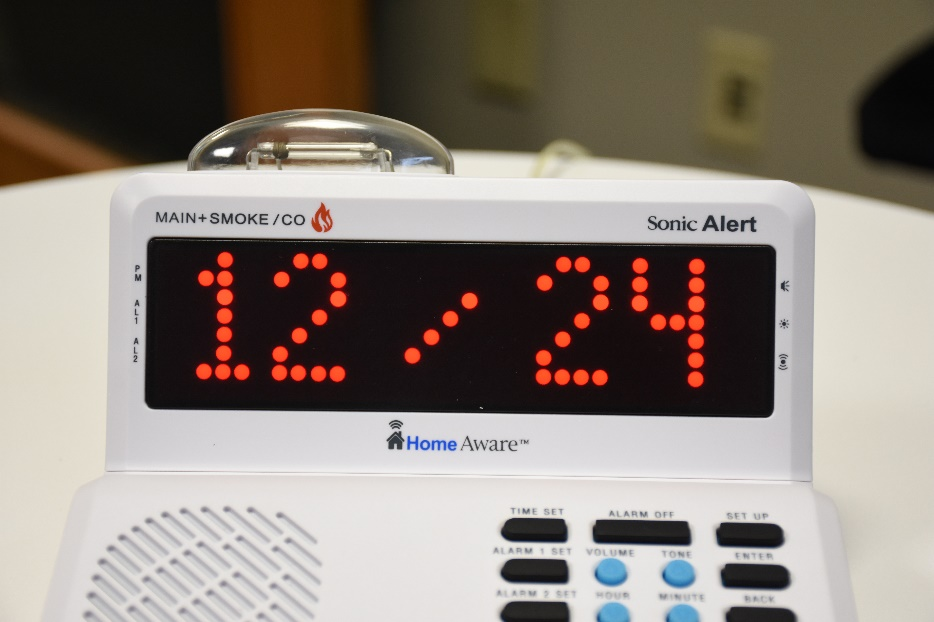 MAIN+SMOKE/CO
Sonic Alert
PM
AL1
AL2
12/24
Home Aware™
TIME SET
ALARM OFF
SET UP
ALARM 1 SET
VOLUME
TONE
ENTER
ALARM 2 SET
HOUR
MINUTE
BACK